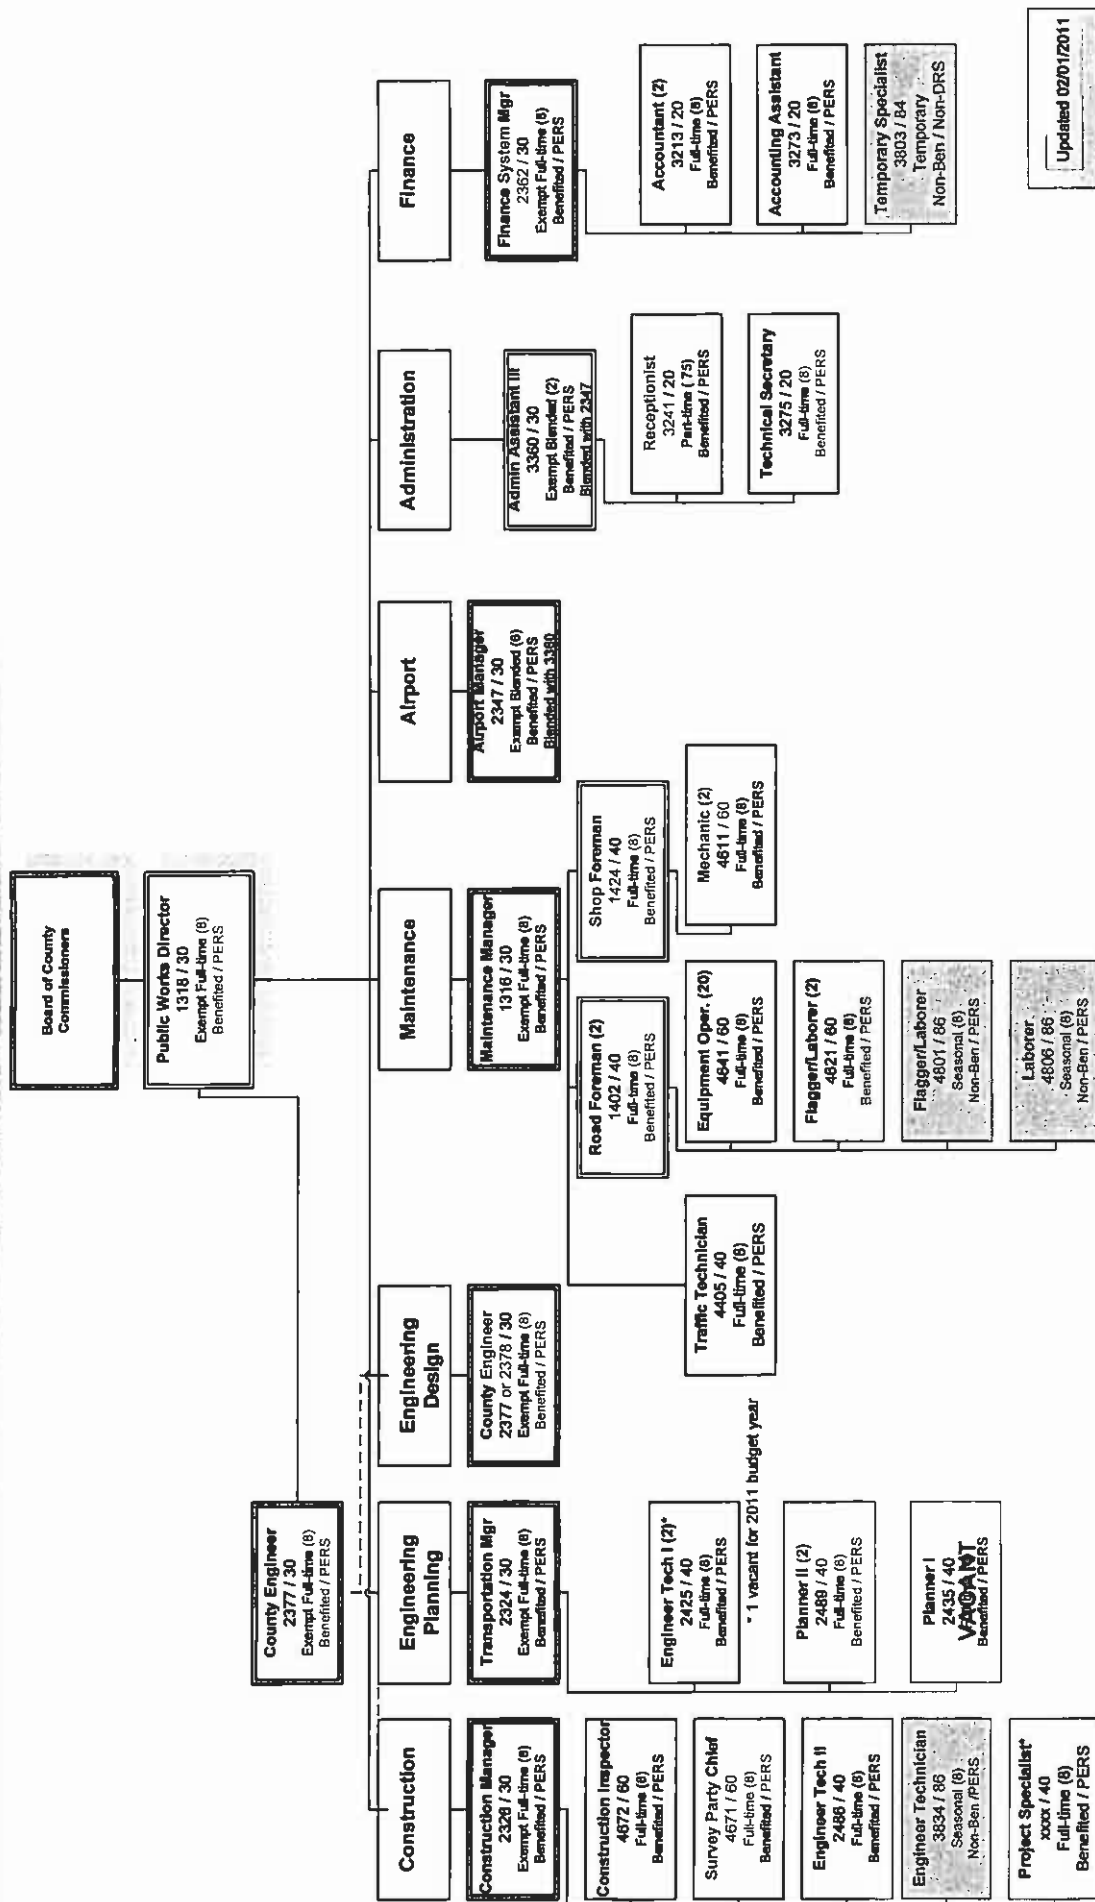 Board of County
Commissioners
Public Works Director
1318 / 30
Exempt Full-time (8)
Benefited / PERS
County Engineer
2377 / 30
Exempt Full-time (8)
Benefited / PERS
Construction
Construction Manager
2326 / 30
Exempt Full-time (8)
Benefited / PERS
Construction Inspector
4672 / 60
Full-time (8)
Benefited / PERS
Survey Party Chief
4671 / 60
Full-time (8)
Benefited / PERS
Engineer Tech II
2486 / 40
Full-time (8)
Benefited / PERS
Engineer Technician
3834 / 86
Seasonal (8)
Non-Ben /PERS
Project Specialist*
xxxx / 40
Full-time (8)
Benefited / PERS
Engineering
Planning
Transportation Mgr
2324 / 30
Exempt Full-time (8)
Benefited / PERS
Engineer Tech I (2)*
2425 / 40
Full-time (8)
Benefited / PERS
* 1 vacant for 2011 budget year
Planner II (2)
2489 / 40
Full-time (8)
Benefited / PERS
Planner I
2435 / 40
VACANT
Benefited / PERS
Engineering
Design
County Engineer
2377 or 2378 / 30
Exempt Full-time (8)
Benefited / PERS
Maintenance
Maintenance Manager
1316 / 30
Exempt Full-time (8)
Benefited / PERS
Traffic Technician
4405 / 40
Full-time (8)
Benefited / PERS
Road Foreman (2)
1402 / 40
Full-time (8)
Benefited / PERS
Equipment Oper. (20)
4641 / 60
Full-time (8)
Benefited / PERS
Flagger/Laborer (2)
4821 / 60
Full-time (8)
Benefited / PERS
Flagger/Laborer
4801 / 86
Seasonal (8)
Non-Ben / PERS
Laborer
4806 / 86
Seasonal (8)
Non-Ben / PERS
Shop Foreman
1424 / 40
Full-time (8)
Benefited / PERS
Mechanic (2)
4611 / 60
Full-time (8)
Benefited / PERS
Airport
Airport Manager
2347 / 30
Exempt Blended (6)
Benefited / PERS
Blended with 3360
Administration
Admin Assistant III
3360 / 30
Exempt Blended (2)
Benefited / PERS
Blended with 2347
Receptionist
3241 / 20
Part-time (75)
Benefited / PERS
Technical Secretary
3275 / 20
Full-time (8)
Benefited / PERS
Finance
Finance System Mgr
2362 / 30
Exempt Full-time (8)
Benefited / PERS
Accountant (2)
3213 / 20
Full-time (8)
Benefited / PERS
Accounting Assistant
3273 / 20
Full-time (8)
Benefited / PERS
Temporary Specialist
3803 / 84
Temporary
Non-Ben / Non-DRS
Updated 02/01/2011